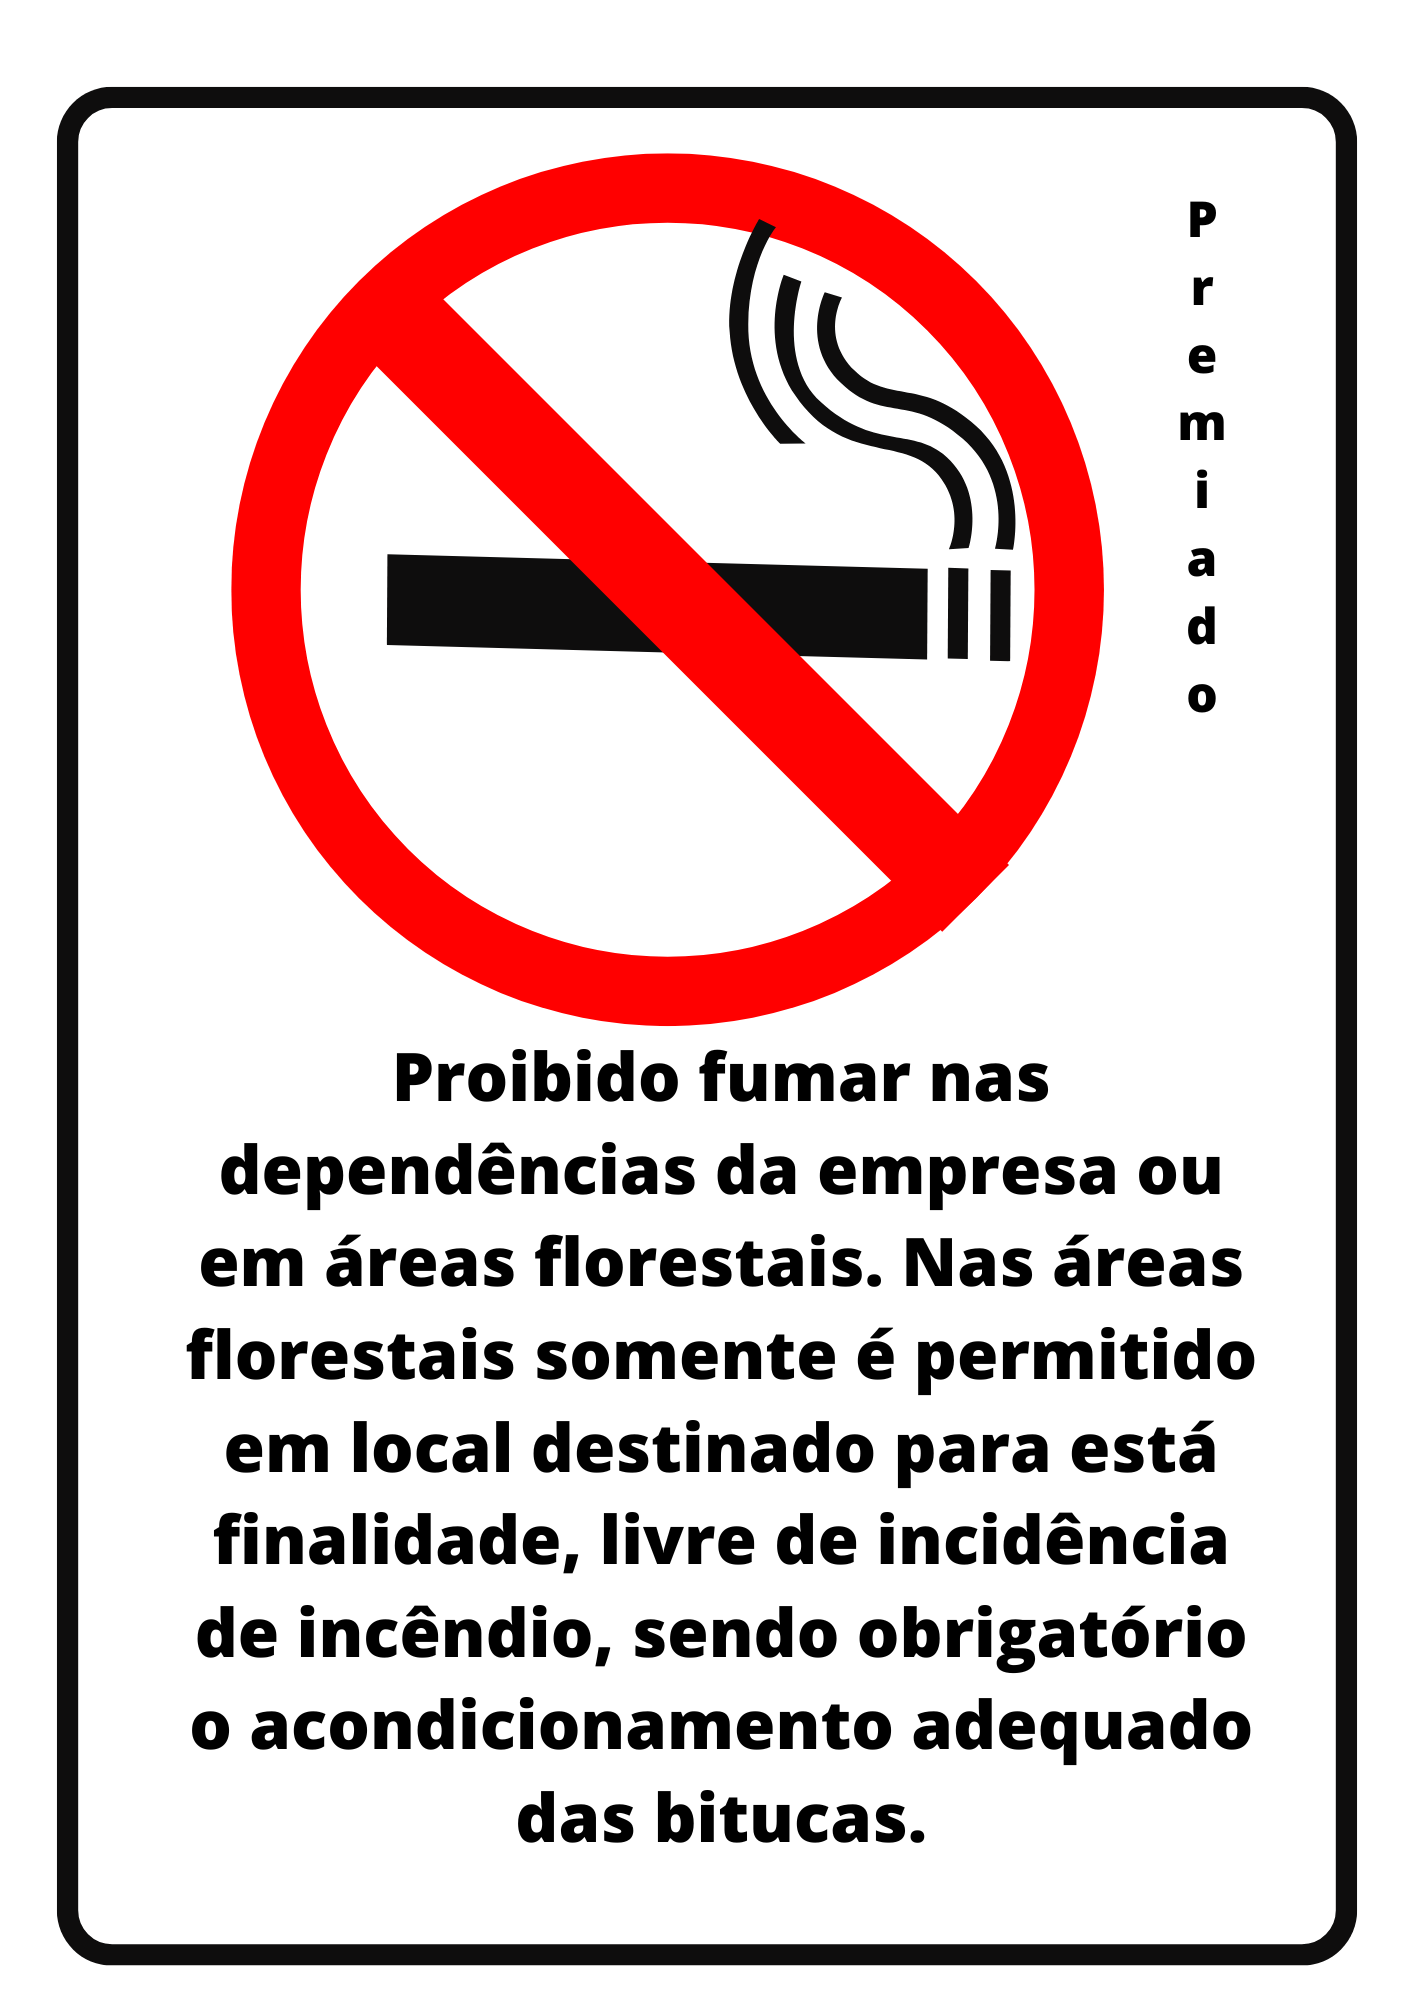 Premiado
Proibido fumar nas
dependências da empresa ou
em áreas florestais. Nas áreas
florestais somente é permitido
em local destinado para está
finalidade, livre de incidência
de incêndio, sendo obrigatório
o acondicionamento adequado
das bitucas.